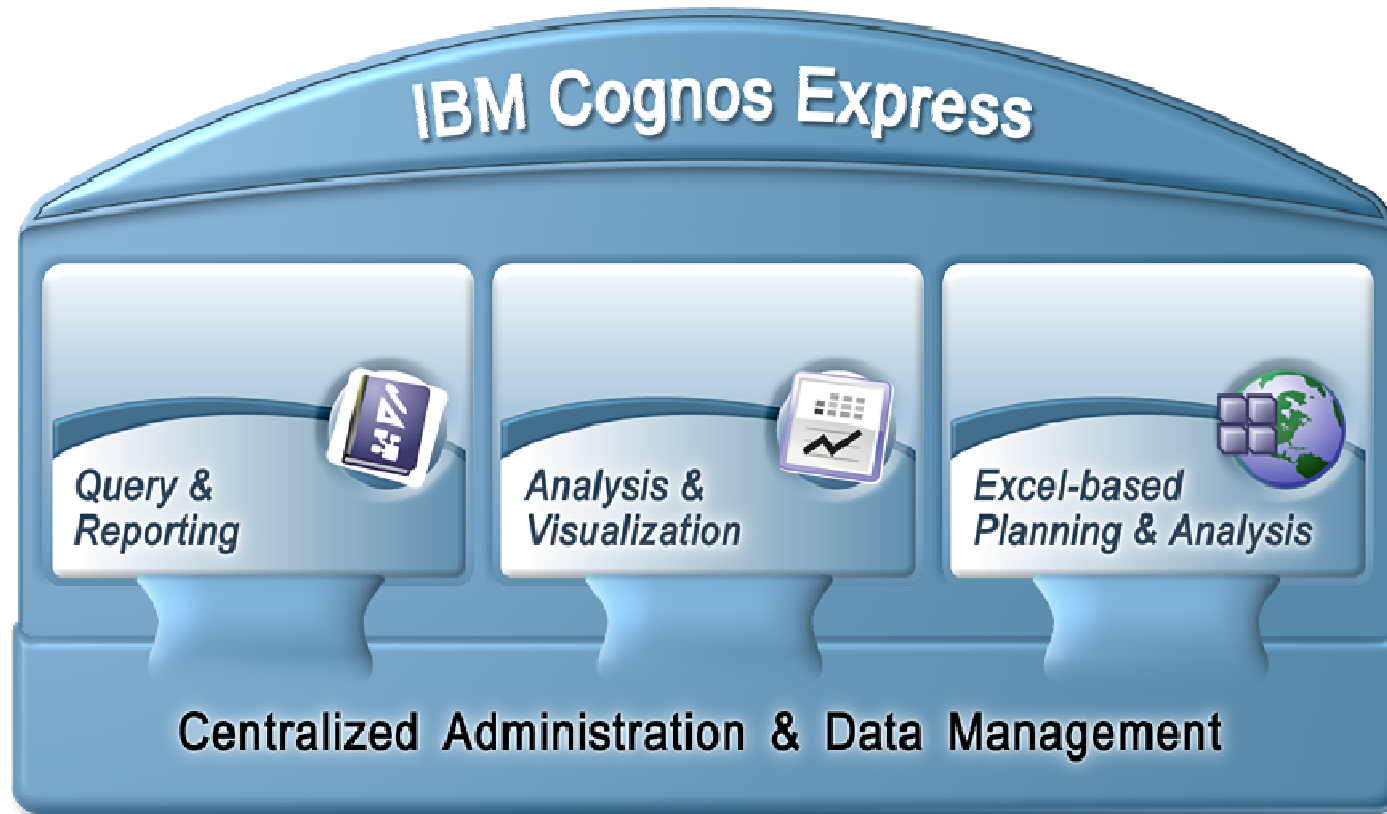 IBM Cognos Express
Query &
Reporting
Analysis &
Visualization
Excel-based
Planning & Analysis
Centralized Administration & Data Management